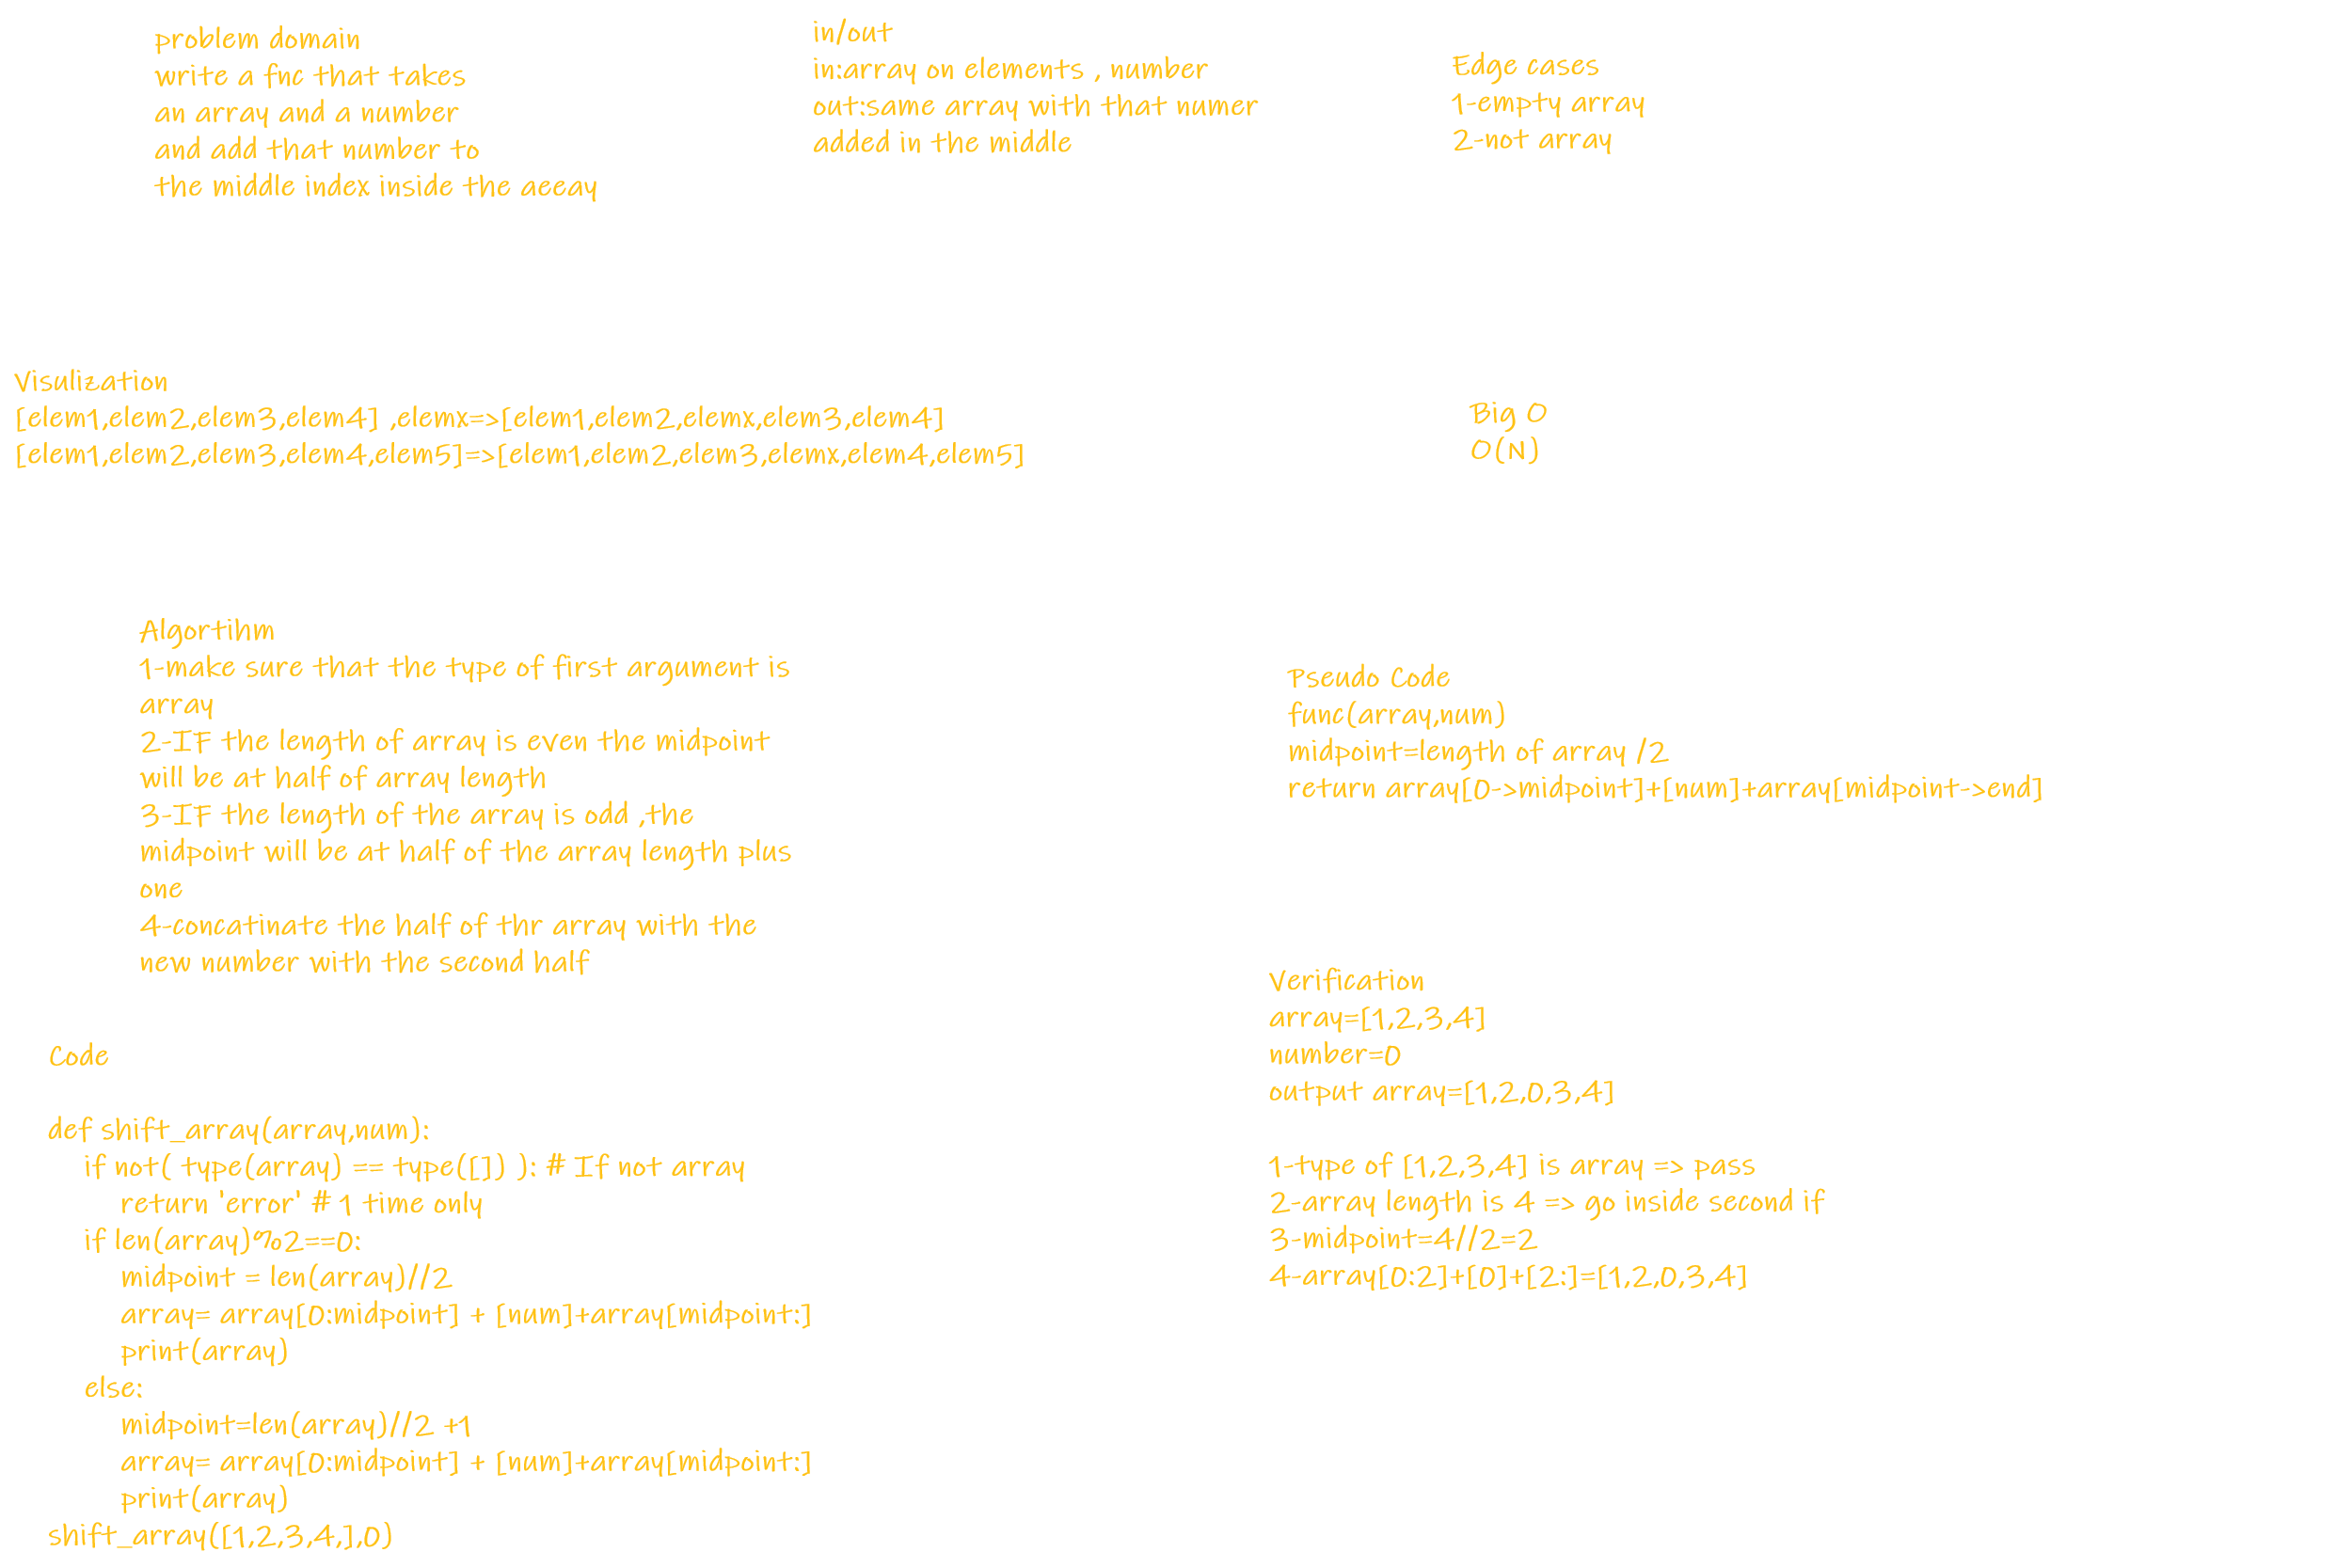 problem domain
write a fnc that takes
an array and a number
and add that number to
the middle index inside the aeeay
in/out
in:array on elements , number
out:same array with that numer
added in the middle
Edge cases
1-empty array
2-not array
Visulization
[elem1,elem2,elem3,elem4] ,elemx=>[elem1,elem2,elemx,elem3,elem4]
[elem1,elem2,elem3,elem4,elem5]=>[elem1,elem2,elem3,elemx,elem4,elem5]
Big O
O(N)
Algortihm
1-make sure that the type of first argument is
array
2-IF the length of array is even the midpoint
will be at half of array length
3-IF the length of the array is odd ,the
midpoint will be at half of the array length plus
one
4-concatinate the half of thr array with the
new number with the second half
Pseudo Code
func(array,num)
midpoint=length of array /2
return array[0->midpoint]+[num]+array[midpoint->end]
Code
def shift_array(array,num):
if not( type(array) == type([]) ): # If not array
return 'error' # 1 time only
if len(array)%2==0:
midpoint = len(array)//2
array= array[0:midpoint] + [num]+array[midpoint:]
print(array)
else:
midpoint=len(array)//2 +1
array= array[0:midpoint] + [num]+array[midpoint:]
print(array)
shift_array([1,2,3,4,],0)
Verification
array=[1,2,3,4]
number=0
output array=[1,2,0,3,4]
1-type of [1,2,3,4] is array => pass
2-array length is 4 => go inside second if
3-midpoint=4//2=2
4-array[0:2]+[0]+[2:]=[1,2,0,3,4]